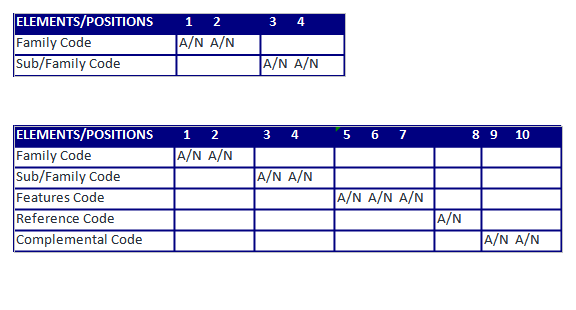 ELEMENTS/POSITIONS 1 2 3 4
Family Code A/N A/N
Sub/Family Code A/N A/N
ELEMENTS/POSITIONS 1 2 3 4 5 6 7 8 9 10
Family Code A/N A/N
Sub/Family Code A/N A/N
Features Code A/N A/N A/N
Reference Code A/N
Complemental Code A/N A/N